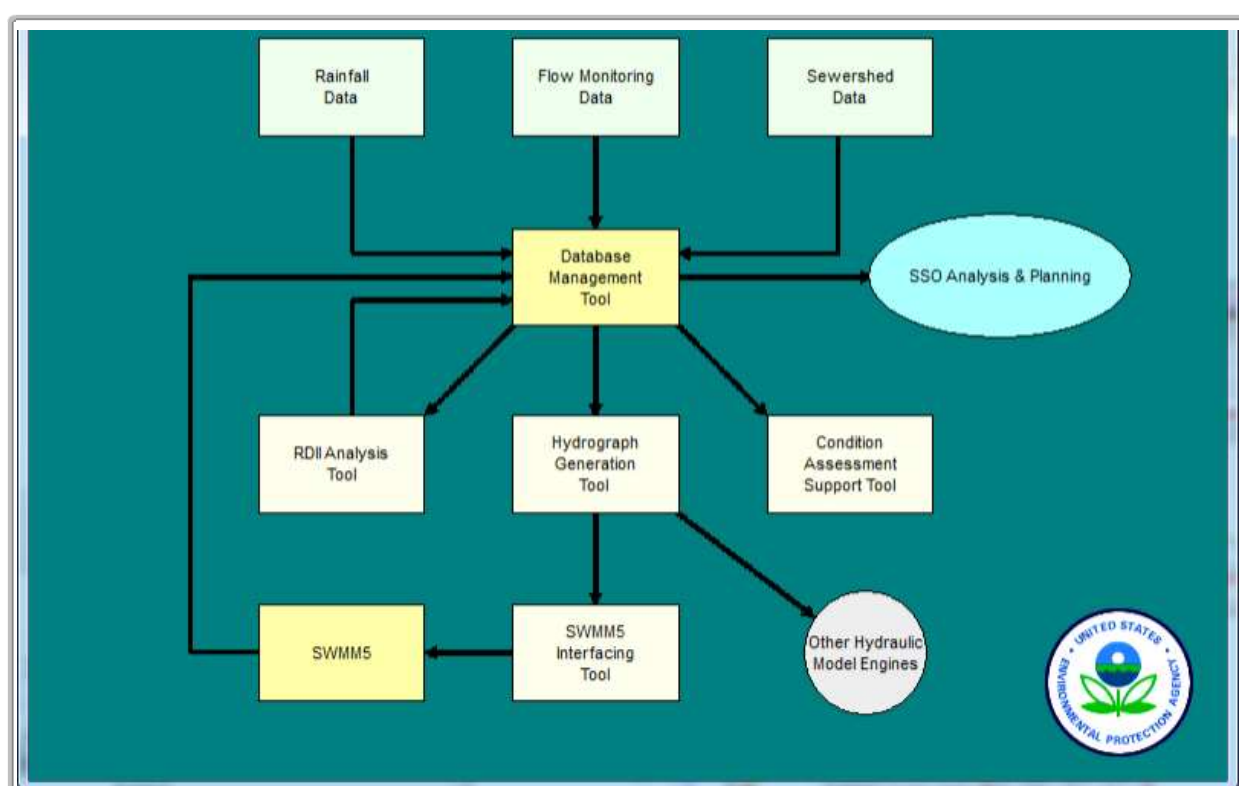 Rainfall
Data
Flow Monitoring
Data
Sewershed
Data
Database
Management
Tool
SSO Analysis & Planning
RDII Analysis
Tool
Hydrograph
Generation
Tool
Condition
Assessment
Support Tool
SWMM5
SWMM5
Interfacing
Tool
Other Hydraulic
Model Engines
UNITED STATES
ENVIRONMENTAL PROTECTION AGENCY